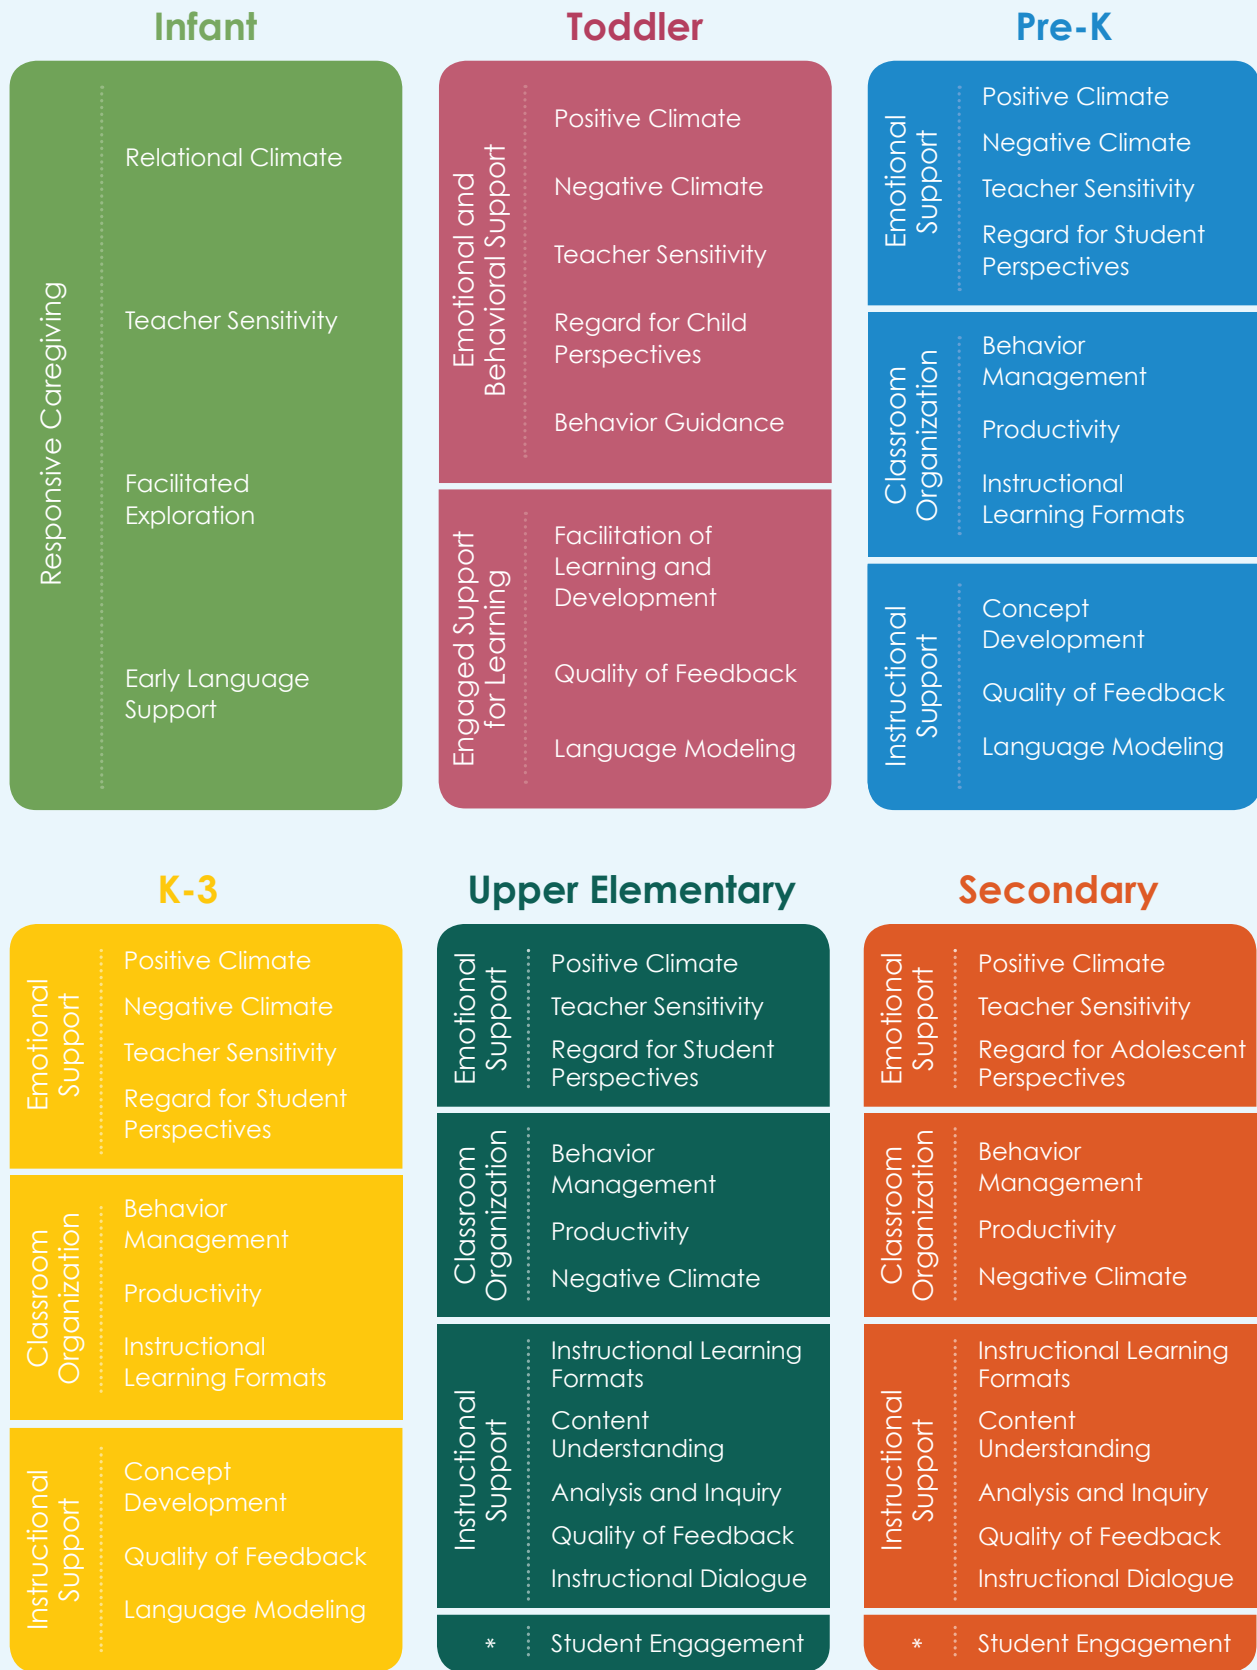 Infant
Responsive Caregiving
Relational Climate
Teacher Sensitivity
Facilitated
Exploration
Early Language
Support
Toddler
Emotional and
Behavioral Support
Positive Climate
Negative Climate
Teacher Sensitivity
Regard for Child
Perspectives
Behavior Guidance
Engaged Support
for Learning
Facilitation of
Learning and
Development
Quality of Feedback
Language Modeling
Pre-K
Emotional
Support
Positive Climate
Negative Climate
Teacher Sensitivity
Regard for Student
Perspectives
Classroom
Organization
Behavior
Management
Productivity
Instructional
Learning Formats
Instructional
Support
Concept
Development
Quality of Feedback
Language Modeling
K-3
Emotional
Support
Positive Climate
Negative Climate
Teacher Sensitivity
Regard for Student
Perspectives
Classroom
Organization
Behavior
Management
Productivity
Instructional
Learning Formats
Instructional
Support
Concept
Development
Quality of Feedback
Language Modeling
Upper Elementary
Emotional
Support
Positive Climate
Teacher Sensitivity
Regard for Student
Perspectives
Classroom
Organization
Behavior
Management
Productivity
Negative Climate
Instructional
Support
Instructional Learning
Formats
Content
Understanding
Analysis and Inquiry
Quality of Feedback
Instructional Dialogue
* Student Engagement
Secondary
Emotional
Support
Positive Climate
Teacher Sensitivity
Regard for Adolescent
Perspectives
Classroom
Organization
Behavior
Management
Productivity
Negative Climate
Instructional
Support
Instructional Learning
Formats
Content
Understanding
Analysis and Inquiry
Quality of Feedback
Instructional Dialogue
* Student Engagement